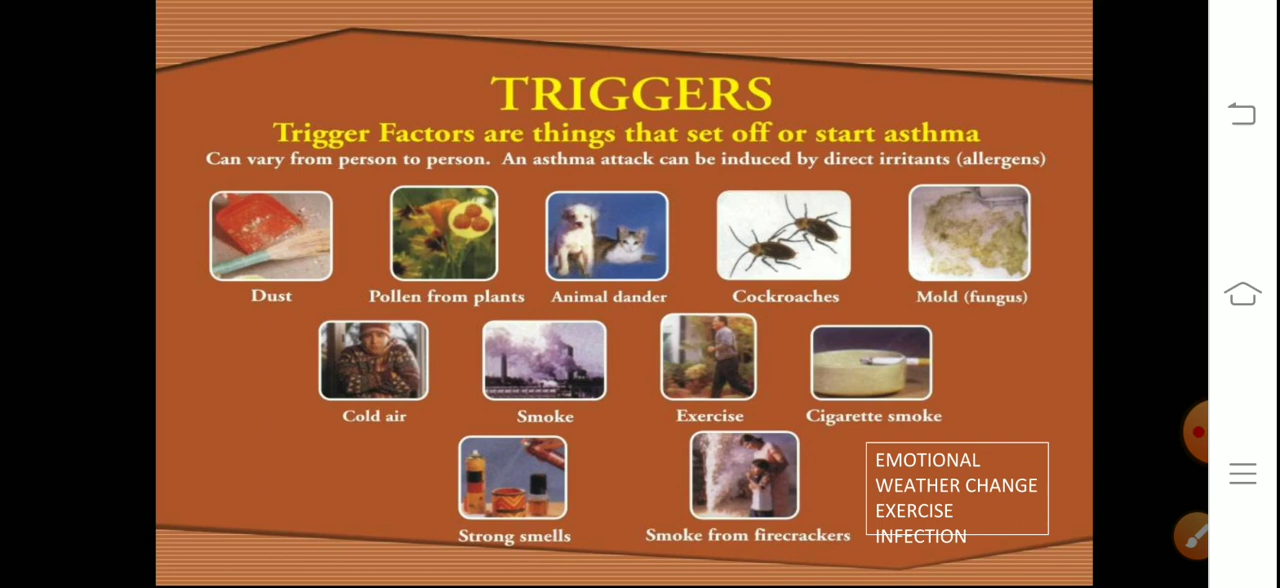 TRIGGERS
Trigger Factors are things that set off or start asthma
Can vary from person to person. An asthma attack can be induced by direct irritants (allergens)
Dust
Pollen from plants
Animal dander
Cockroaches
Mold (fungus)
Cold air
Smoke
Exercise
Cigarette smoke
Strong smells
Smoke from firecrackers
EMOTIONAL
WEATHER CHANGE
EXERCISE
INFECTION